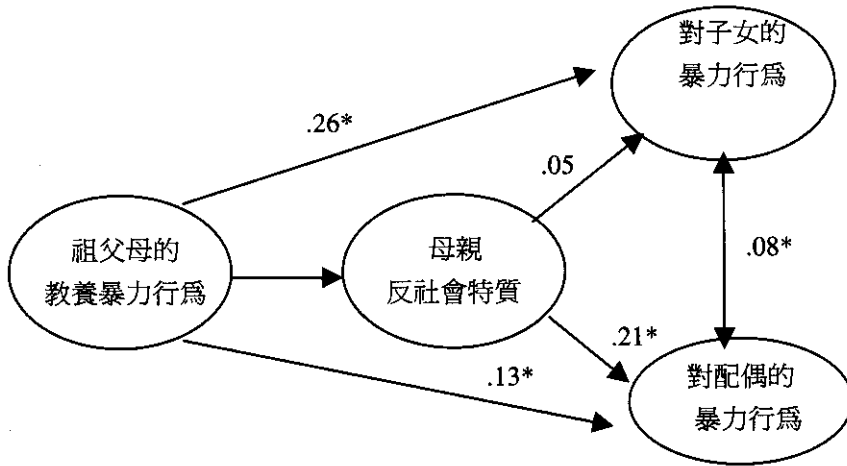 對子女的
暴力行爲
.26*
.05
祖父母的
教養暴力行爲
母親
反社會特質
.08*
.21*
.13*
對配偶的
暴力行爲